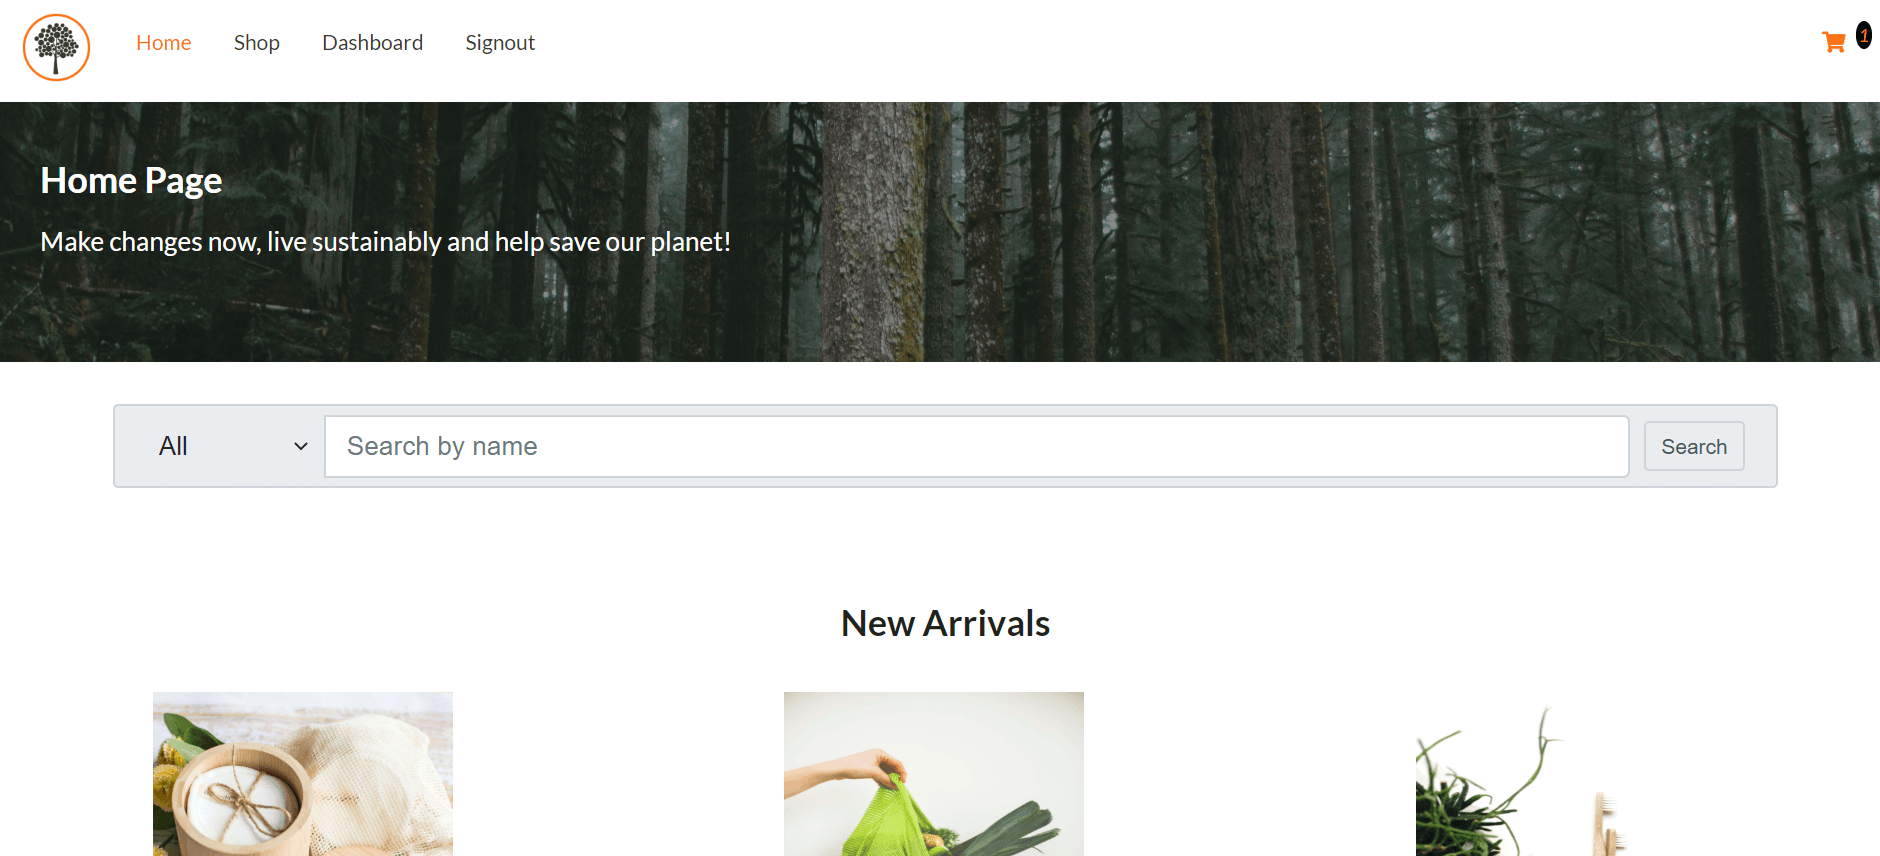 Home Shop Dashboard Signout 1
Home Page
Make changes now, live sustainably and help save our planet!
All Search by name Search
New Arrivals